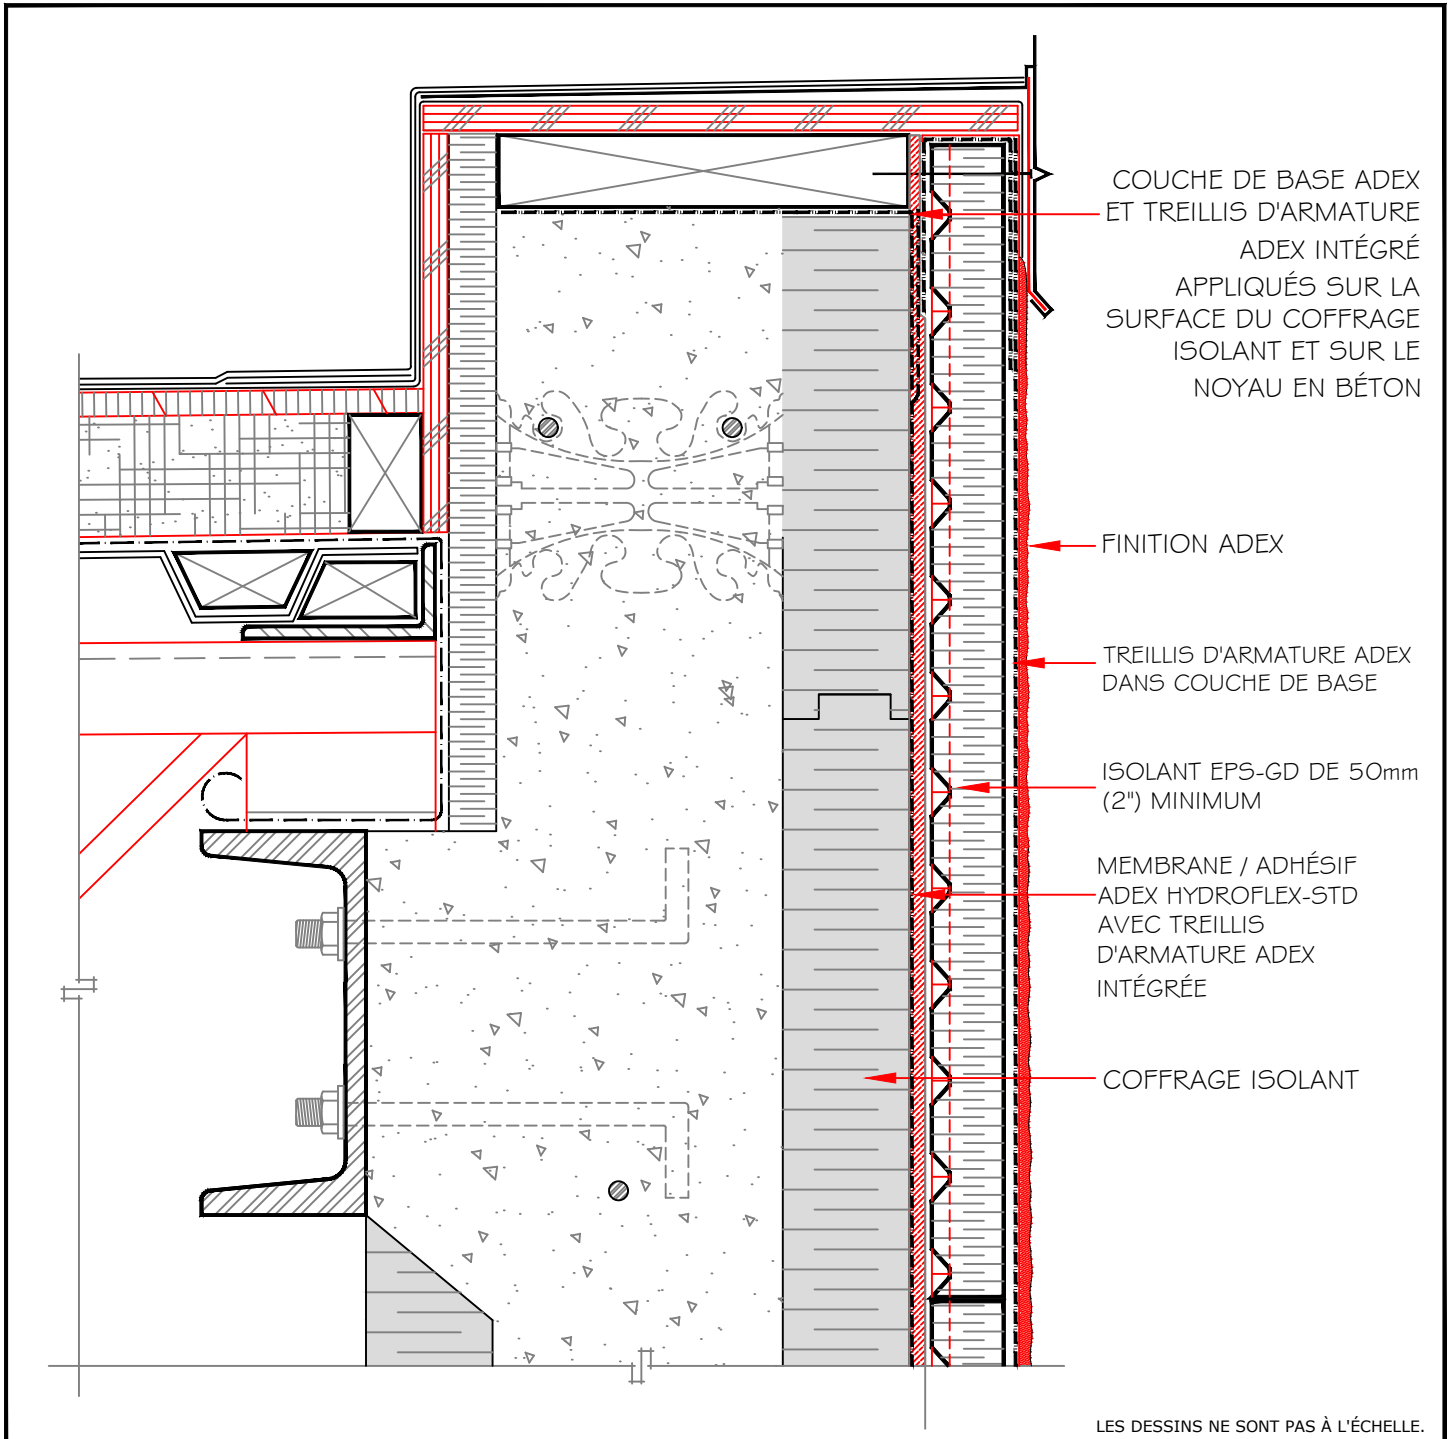 COUCHE DE BASE ADEX
ET TREILLIS D'ARMATURE
ADEX INTÉGRÉ
APPLIQUÉS SUR LA
SURFACE DU COFFRAGE
ISOLANT ET SUR LE
NOYAU EN BÉTON
FINITION ADEX
TREILLIS D'ARMATURE ADEX
DANS COUCHE DE BASE
ISOLANT EPS-GD DE 50mm
(2") MINIMUM
MEMBRANE / ADHÉSIF
ADEX HYDROFLEX-STD
AVEC TREILLIS
D'ARMATURE ADEX
INTÉGRÉE
COFFRAGE ISOLANT
LES DESSINS NE SONT PAS À L'ÉCHELLE.